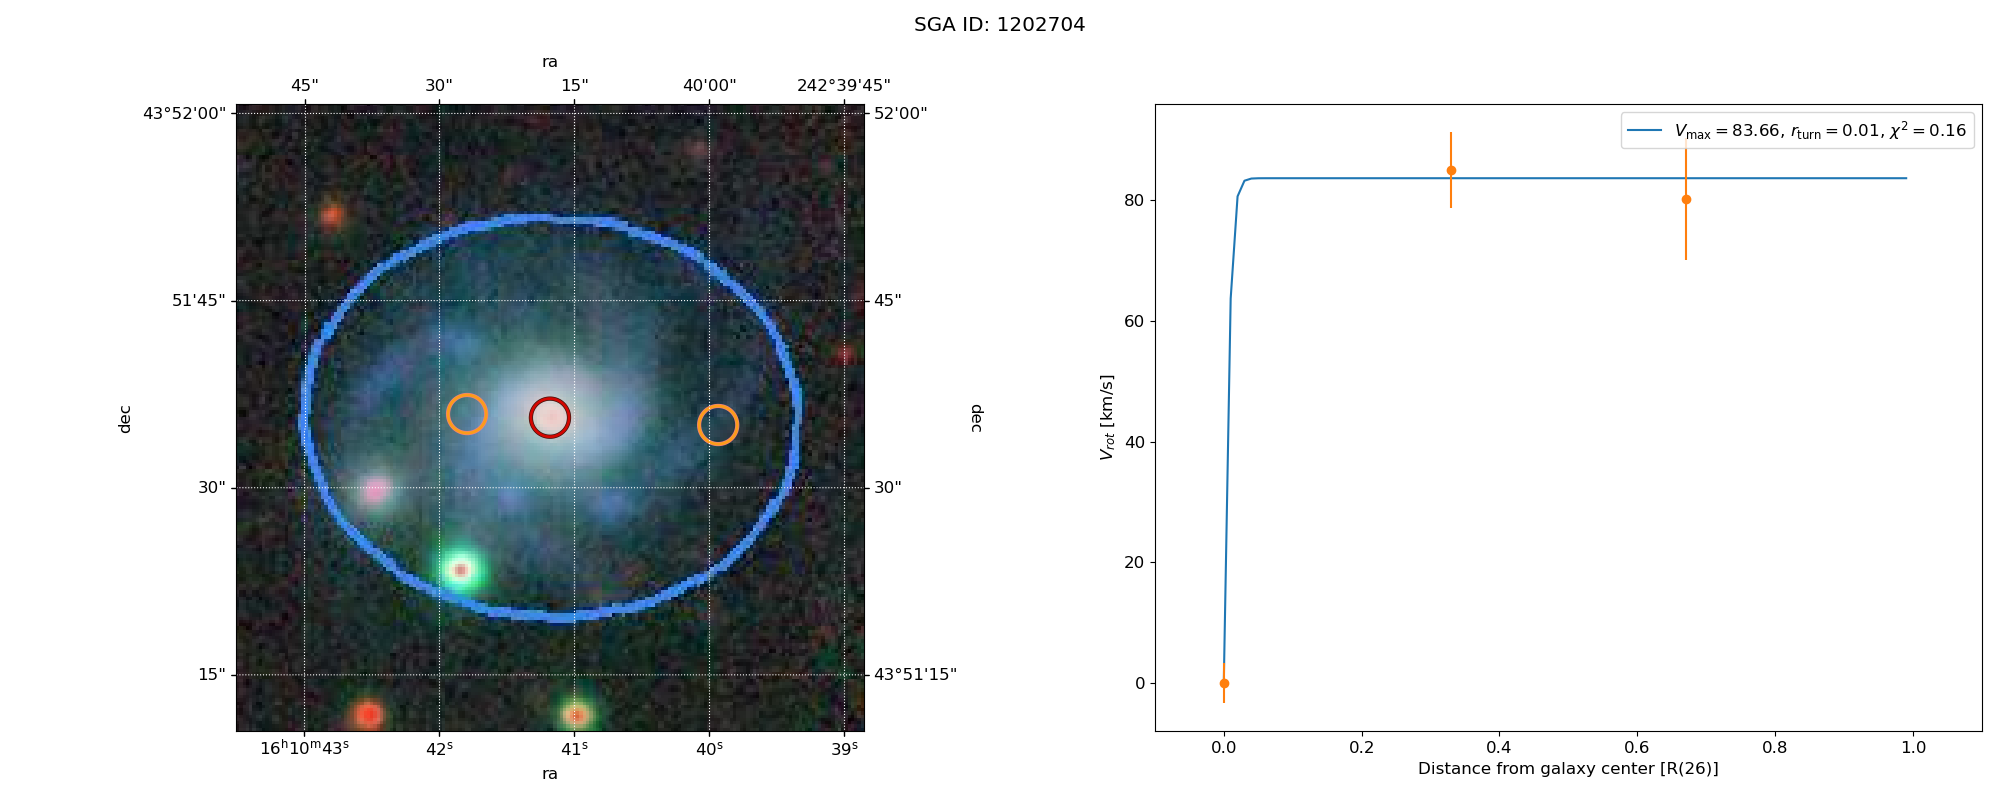 SGA ID: 1202704
ra
45" 30" 15" 40'00" 242°39'45"
43°52'00" 52'00"
51'45" 45"
dec dec
30" 30"
15" 43°51'15"
16ʰ10ᵐ43ˢ 42ˢ 41ˢ 40ˢ 39ˢ
ra
V_max = 83.66, r_turn = 0.01, χ² = 0.16
V_rot [km/s]
80
60
40
20
0
0.0 0.2 0.4 0.6 0.8 1.0
Distance from galaxy center [R(26)]